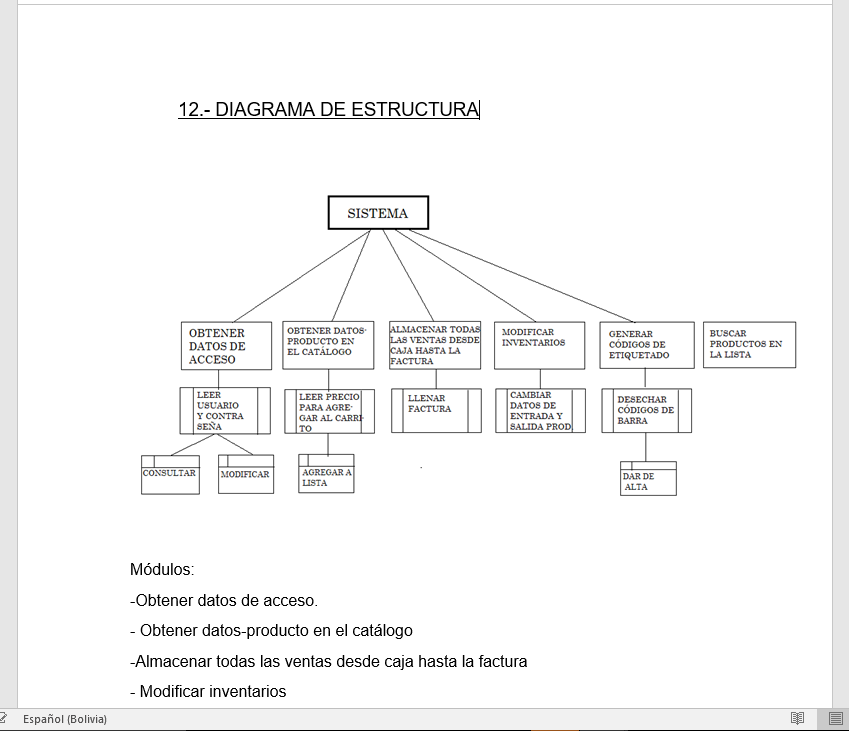 12.- DIAGRAMA DE ESTRUCTURA
SISTEMA
OBTENER
DATOS DE
ACCESO
OBTENER DATOS-
PRODUCTO EN
EL CATÁLOGO
ALMACENAR TODAS
LAS VENTAS DESDE
CAJA HASTA LA
FACTURA
MODIFICAR
INVENTARIOS
GENERAR
CÓDIGOS DE
ETIQUETADO
BUSCAR
PRODUCTOS EN
LA LISTA
LEER
USUARIO
Y CONTRA
SEÑA
LEER PRECIO
PARA AGRE-
GAR AL CARRI-
TO
LLENAR
FACTURA
CAMBIAR
DATOS DE
ENTRADA Y
SALIDA PROD.
DESECHAR
CÓDIGOS DE
BARRA
CONSULTAR
MODIFICAR
AGREGAR A
LISTA
DAR DE
ALTA
Módulos:
-Obtener datos de acceso.
- Obtener datos-producto en el catálogo
-Almacenar todas las ventas desde caja hasta la factura
- Modificar inventarios
Español (Bolivia)